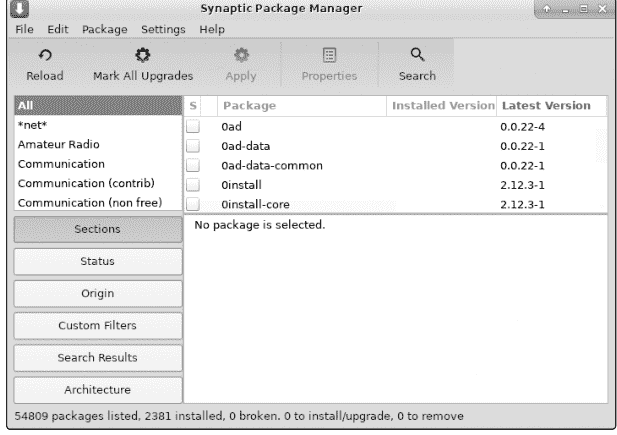 Synaptic Package Manager
File Edit Package Settings Help
Reload Mark All Upgrades Apply Properties Search
All
*net*
Amateur Radio
Communication
Communication (contrib)
Communication (non free)
S Package Installed Version Latest Version
0ad 0.0.22-4
0ad-data 0.0.22-1
0ad-data-common 0.0.22-1
0install 2.12.3-1
0install-core 2.12.3-1
Sections
Status
Origin
Custom Filters
Search Results
Architecture
No package is selected.
54809 packages listed, 2381 installed, 0 broken. 0 to install/upgrade, 0 to remove